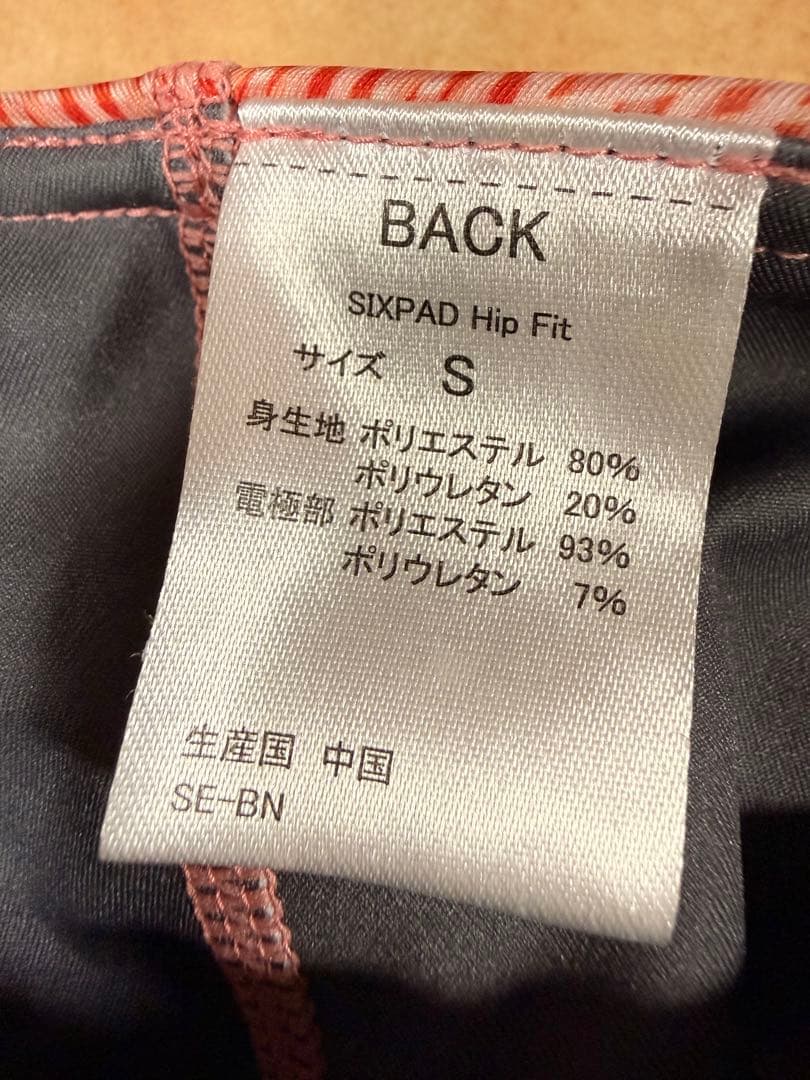 BACK
SIXPAD Hip Fit
サイズ S
身生地 ポリエステル 80%
ポリウレタン 20%
電極部 ポリエステル 93%
ポリウレタン 7%
生産国 中国
SE-BN